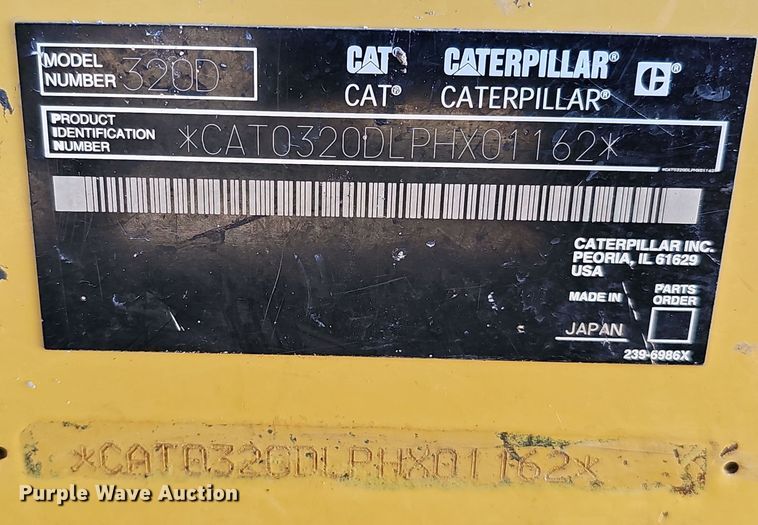 MODEL NUMBER 320D
CAT® CATERPILLAR® C®
CAT® CATERPILLAR®
PRODUCT IDENTIFICATION NUMBER *CAT0320DLPHX01162*
CATERPILLAR INC.
PEORIA, IL 61629
USA
MADE IN PARTS ORDER
JAPAN
239-6986X
*CAT0320DLPHX01162*
Purple Wave Auction